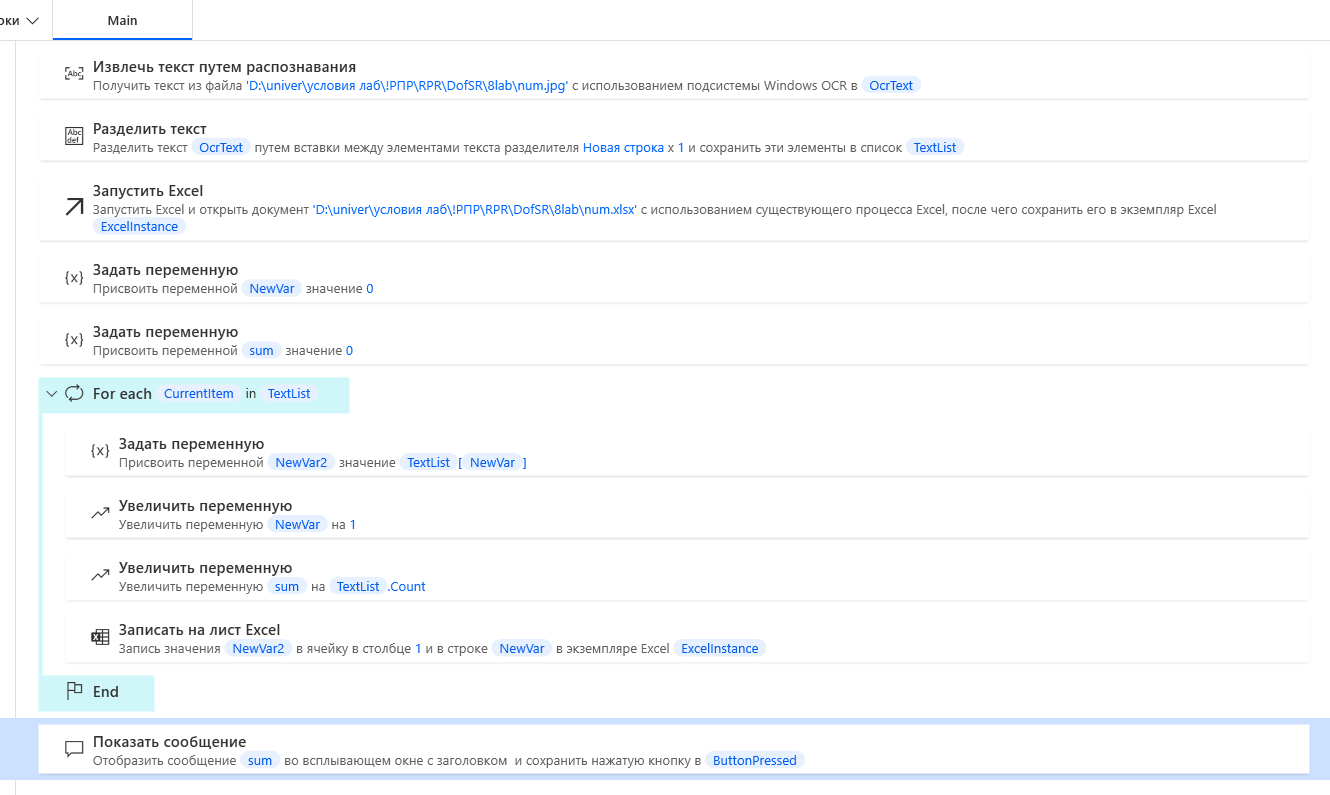 Main
Извлечь текст путем распознавания
Получить текст из файла 'D:\univer\условия лаб\!РПР\RPR\DofSR\8lab\num.jpg' с использованием подсистемы Windows OCR в OcrText
Разделить текст
Разделить текст OcrText путем вставки между элементами текста разделителя Новая строка x 1 и сохранить эти элементы в список TextList
Запустить Excel
Запустить Excel и открыть документ 'D:\univer\условия лаб\!РПР\RPR\DofSR\8lab\num.xlsx' с использованием существующего процесса Excel, после чего сохранить его в экземпляр Excel
ExcelInstance
{x} Задать переменную
Присвоить переменной NewVar значение 0
{x} Задать переменную
Присвоить переменной sum значение 0
For each CurrentItem in TextList
{x} Задать переменную
Присвоить переменной NewVar2 значение TextList [ NewVar ]
Увеличить переменную
Увеличить переменную NewVar на 1
Увеличить переменную
Увеличить переменную sum на TextList .Count
Записать на лист Excel
Запись значения NewVar2 в ячейку в столбце 1 и в строке NewVar в экземпляре Excel ExcelInstance
End
Показать сообщение
Отобразить сообщение sum во всплывающем окне с заголовком и сохранить нажатую кнопку в ButtonPressed